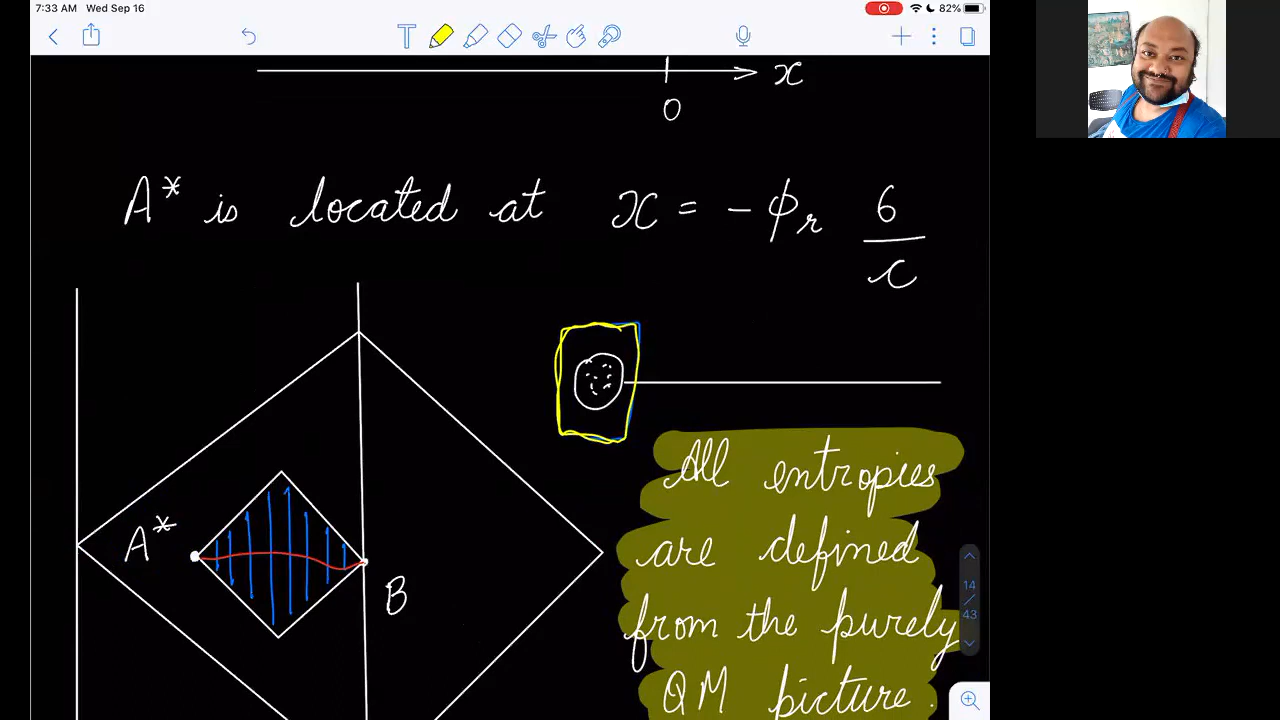 7:33 AM Wed Sep 16
82%
T
x
0
A* is located at x = - ϕr 6/c
A*
B
All entropies
are defined
from the purely
QM picture.
14
/
43